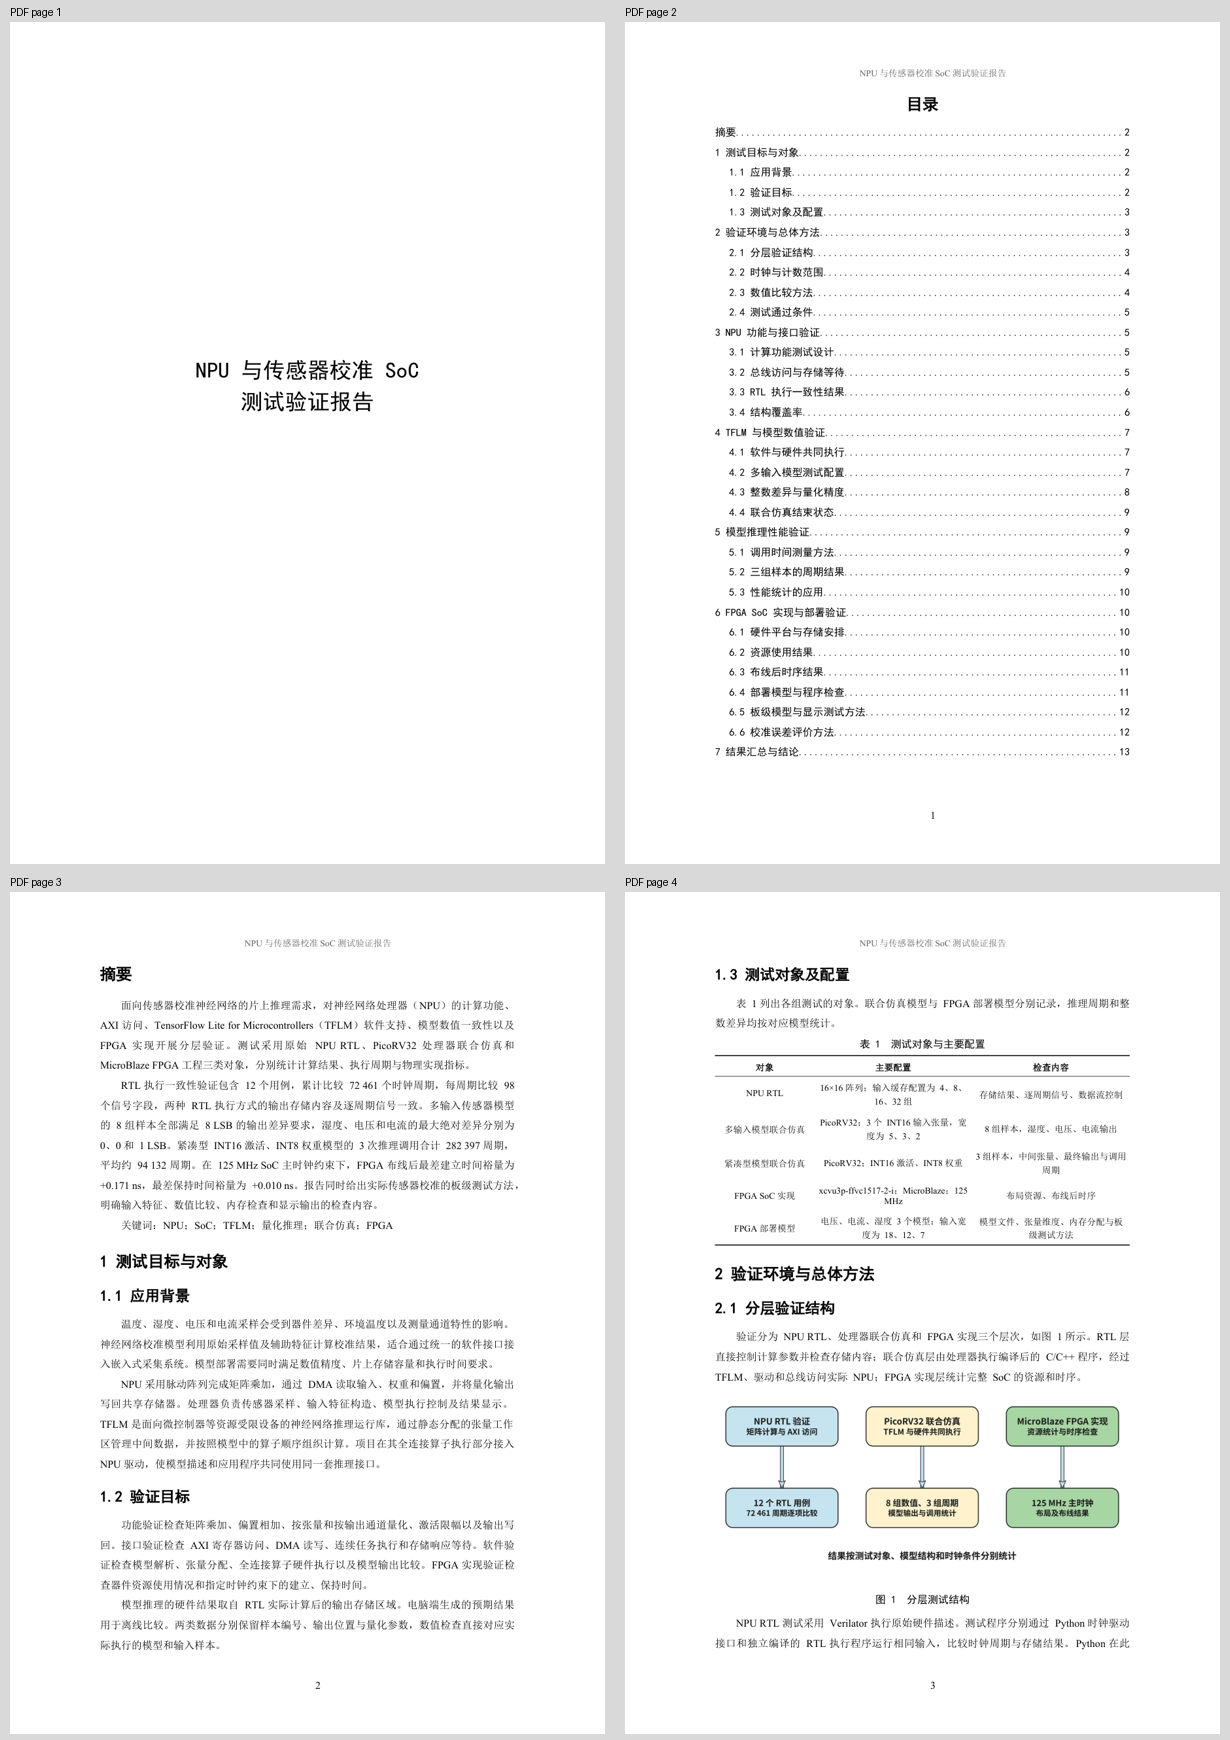 PDF page 1
NPU 与传感器校准 SoC
测试验证报告
PDF page 2
NPU 与传感器校准 SoC 测试验证报告
目录
摘要 2
1 测试目标与对象 2
1.1 应用背景 2
1.2 验证目标 2
1.3 测试对象及配置 3
2 验证环境与总体方法 3
2.1 分层验证结构 3
2.2 时钟与计数范围 4
2.3 数值比较方法 4
2.4 测试通过条件 5
3 NPU 功能与接口验证 5
3.1 计算功能测试设计 5
3.2 总线访问与存储等待 5
3.3 RTL 执行一致性结果 6
3.4 结构覆盖率 6
4 TFLM 与模型数值验证 7
4.1 软件与硬件共同执行 7
4.2 多输入模型测试配置 7
4.3 整数差异与量化精度 8
4.4 联合仿真结束状态 9
5 模型推理性能验证 9
5.1 调用时间测量方法 9
5.2 三组样本的周期结果 9
5.3 性能统计的应用 10
6 FPGA SoC 实现与部署验证 10
6.1 硬件平台与存储安排 10
6.2 资源使用结果 10
6.3 布线后时序结果 11
6.4 部署模型与程序检查 11
6.5 板级模型与显示测试方法 12
6.6 校准误差评价方法 12
7 结果汇总与结论 13
1
PDF page 3
NPU 与传感器校准 SoC 测试验证报告
摘要
面向传感器校准神经网络的片上推理需求，对神经网络处理器（NPU）的计算功能、
AXI 访问、TensorFlow Lite for Microcontrollers（TFLM）软件支持、模型数值一致性以及
FPGA 实现开展分层验证。测试采用原始 NPU RTL、PicoRV32 处理器联合仿真和
MicroBlaze FPGA 工程三类对象，分别统计计算结果、执行周期与物理实现指标。
RTL 执行一致性验证包含 12 个用例，累计比较 72 461 个时钟周期，每周期比较 98
个信号字段，两种 RTL 执行方式的输出存储内容及逐周期信号一致。多输入传感器模型
的 8 组样本全部满足 8 LSB 的输出差异要求，湿度、电压和电流的最大绝对差异分别为
0、0 和 1 LSB。紧凑型 INT16 激活、INT8 权重模型的 3 次推理调用合计 282 397 周期，
平均约 94 132 周期。在 125 MHz SoC 主时钟约束下，FPGA 布线后最差建立时间裕量为
+0.171 ns，最差保持时间裕量为 +0.010 ns。报告同时给出实际传感器校准的板级测试方法，
明确输入特征、数值比较、内存检查和显示输出的检查内容。
关键词：NPU；SoC；TFLM；量化推理；联合仿真；FPGA
1 测试目标与对象
1.1 应用背景
温度、湿度、电压和电流采样会受到器件差异、环境温度以及测量通道特性的影响。
神经网络校准模型利用原始采样值及辅助特征计算校准结果，适合通过统一的软件接口接
入嵌入式采集系统。模型部署需要同时满足数值精度、片上存储容量和执行时间要求。
NPU 采用脉动阵列完成矩阵乘加，通过 DMA 读取输入、权重和偏置，并将量化输出
写回共享存储器。处理器负责传感器采样、输入特征构造、模型执行控制及结果显示。
TFLM 是面向微控制器等资源受限设备的神经网络推理运行库，通过静态分配的张量工作
区管理中间数据，并按照模型中的算子顺序组织计算。项目在其全连接算子执行部分接入
NPU 驱动，使模型描述和应用程序共同使用同一套推理接口。
1.2 验证目标
功能验证检查矩阵乘加、偏置相加、按张量和按输出通道量化、激活限幅以及输出写
回。接口验证检查 AXI 寄存器访问、DMA 读写、连续任务执行和存储响应等待。软件验
证检查模型解析、张量分配、全连接算子硬件执行以及模型输出比较。FPGA 实现验证检
查器件资源使用情况和指定时钟约束下的建立、保持时间。
模型推理的硬件结果取自 RTL 实际计算后的输出存储区域。电脑端生成的预期结果
用于离线比较。两类数据分别保留样本编号、输出位置与量化参数，数值检查直接对应实
际执行的模型和输入样本。
2
PDF page 4
NPU 与传感器校准 SoC 测试验证报告
1.3 测试对象及配置
表 1 列出各组测试的对象。联合仿真模型与 FPGA 部署模型分别记录，推理周期和整
数差异均按对应模型统计。
表 1 测试对象与主要配置
对象 主要配置 检查内容
NPU RTL 16×16 阵列；输入缓存配置为 4、8、
16、32 组 存储结果、逐周期信号、数据流控制
多输入模型联合仿真 PicoRV32；3 个 INT16 输入张量，宽
度为 5、3、2 8 组样本，湿度、电压、电流输出
紧凑型模型联合仿真 PicoRV32；INT16 激活、INT8 权重 3 组样本，中间张量、最终输出与调用
周期
FPGA SoC 实现 xcvu3p-ffvc1517-2-i；MicroBlaze；125
MHz 布局资源、布线后时序
FPGA 部署模型 电压、电流、湿度 3 个模型；输入宽
度为 18、12、7 模型文件、张量维度、内存分配与板
级测试方法
2 验证环境与总体方法
2.1 分层验证结构
验证分为 NPU RTL、处理器联合仿真和 FPGA 实现三个层次，如图 1 所示。RTL 层
直接控制计算参数并检查存储内容；联合仿真层由处理器执行编译后的 C/C++ 程序，经过
TFLM、驱动和总线访问实际 NPU；FPGA 实现层统计完整 SoC 的资源和时序。
NPU RTL 验证
矩阵计算与 AXI 访问
PicoRV32 联合仿真
TFLM 与硬件共同执行
MicroBlaze FPGA 实现
资源统计与时序检查
12 个 RTL 用例
72 461 周期逐项比较
8 组数值、3 组周期
模型输出与调用统计
125 MHz 主时钟
布局及布线结果
结果按测试对象、模型结构和时钟条件分别统计
图 1 分层测试结构
NPU RTL 测试采用 Verilator 执行原始硬件描述。测试程序分别通过 Python 时钟驱动
接口和独立编译的 RTL 执行程序运行相同输入，比较时钟周期与存储结果。Python 在此
3